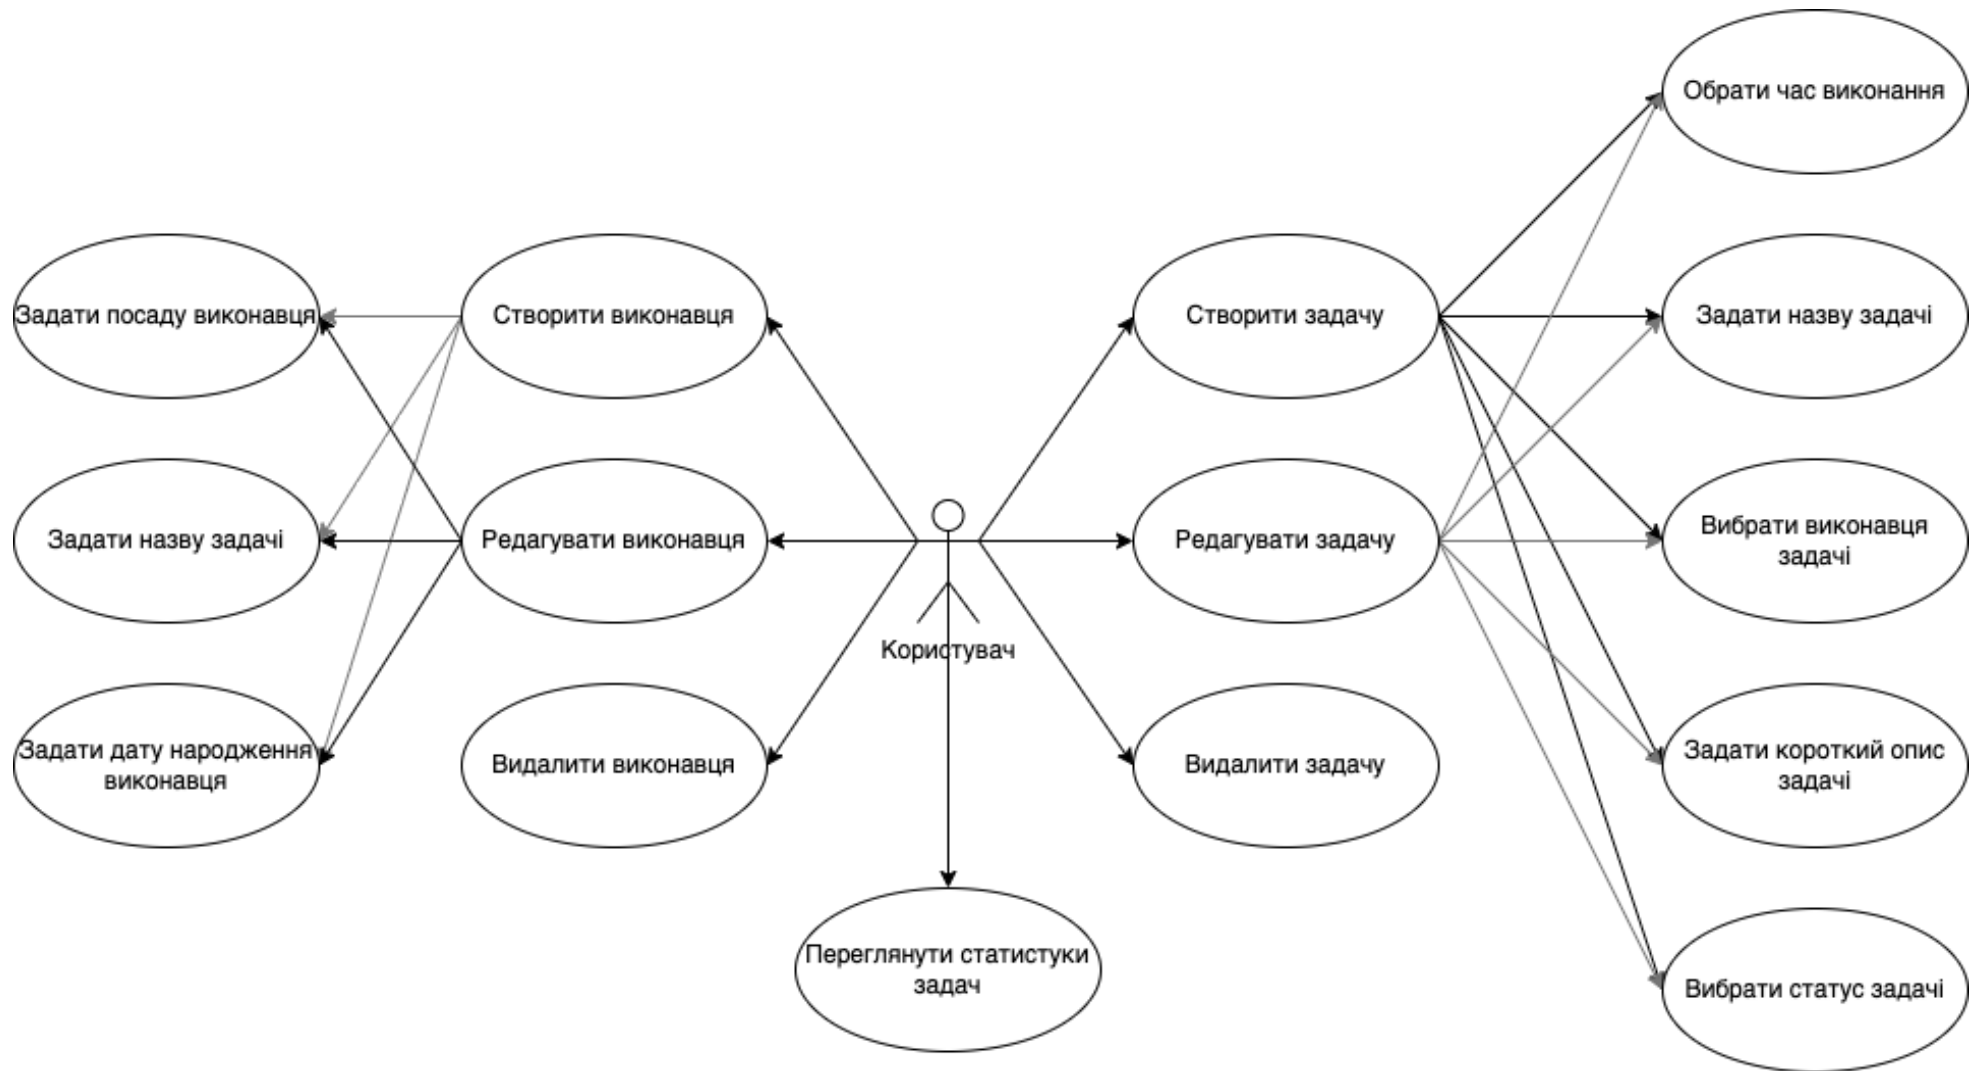 Обрати час виконання
Задати посаду виконавця
Створити виконавця
Створити задачу
Задати назву задачі
Задати назву задачі
Редагувати виконавця
Редагувати задачу
Вибрати виконавця
задачі
Користувач
Задати дату народження
виконавця
Видалити виконавця
Видалити задачу
Задати короткий опис
задачі
Переглянути статистуки
задач
Вибрати статус задачі